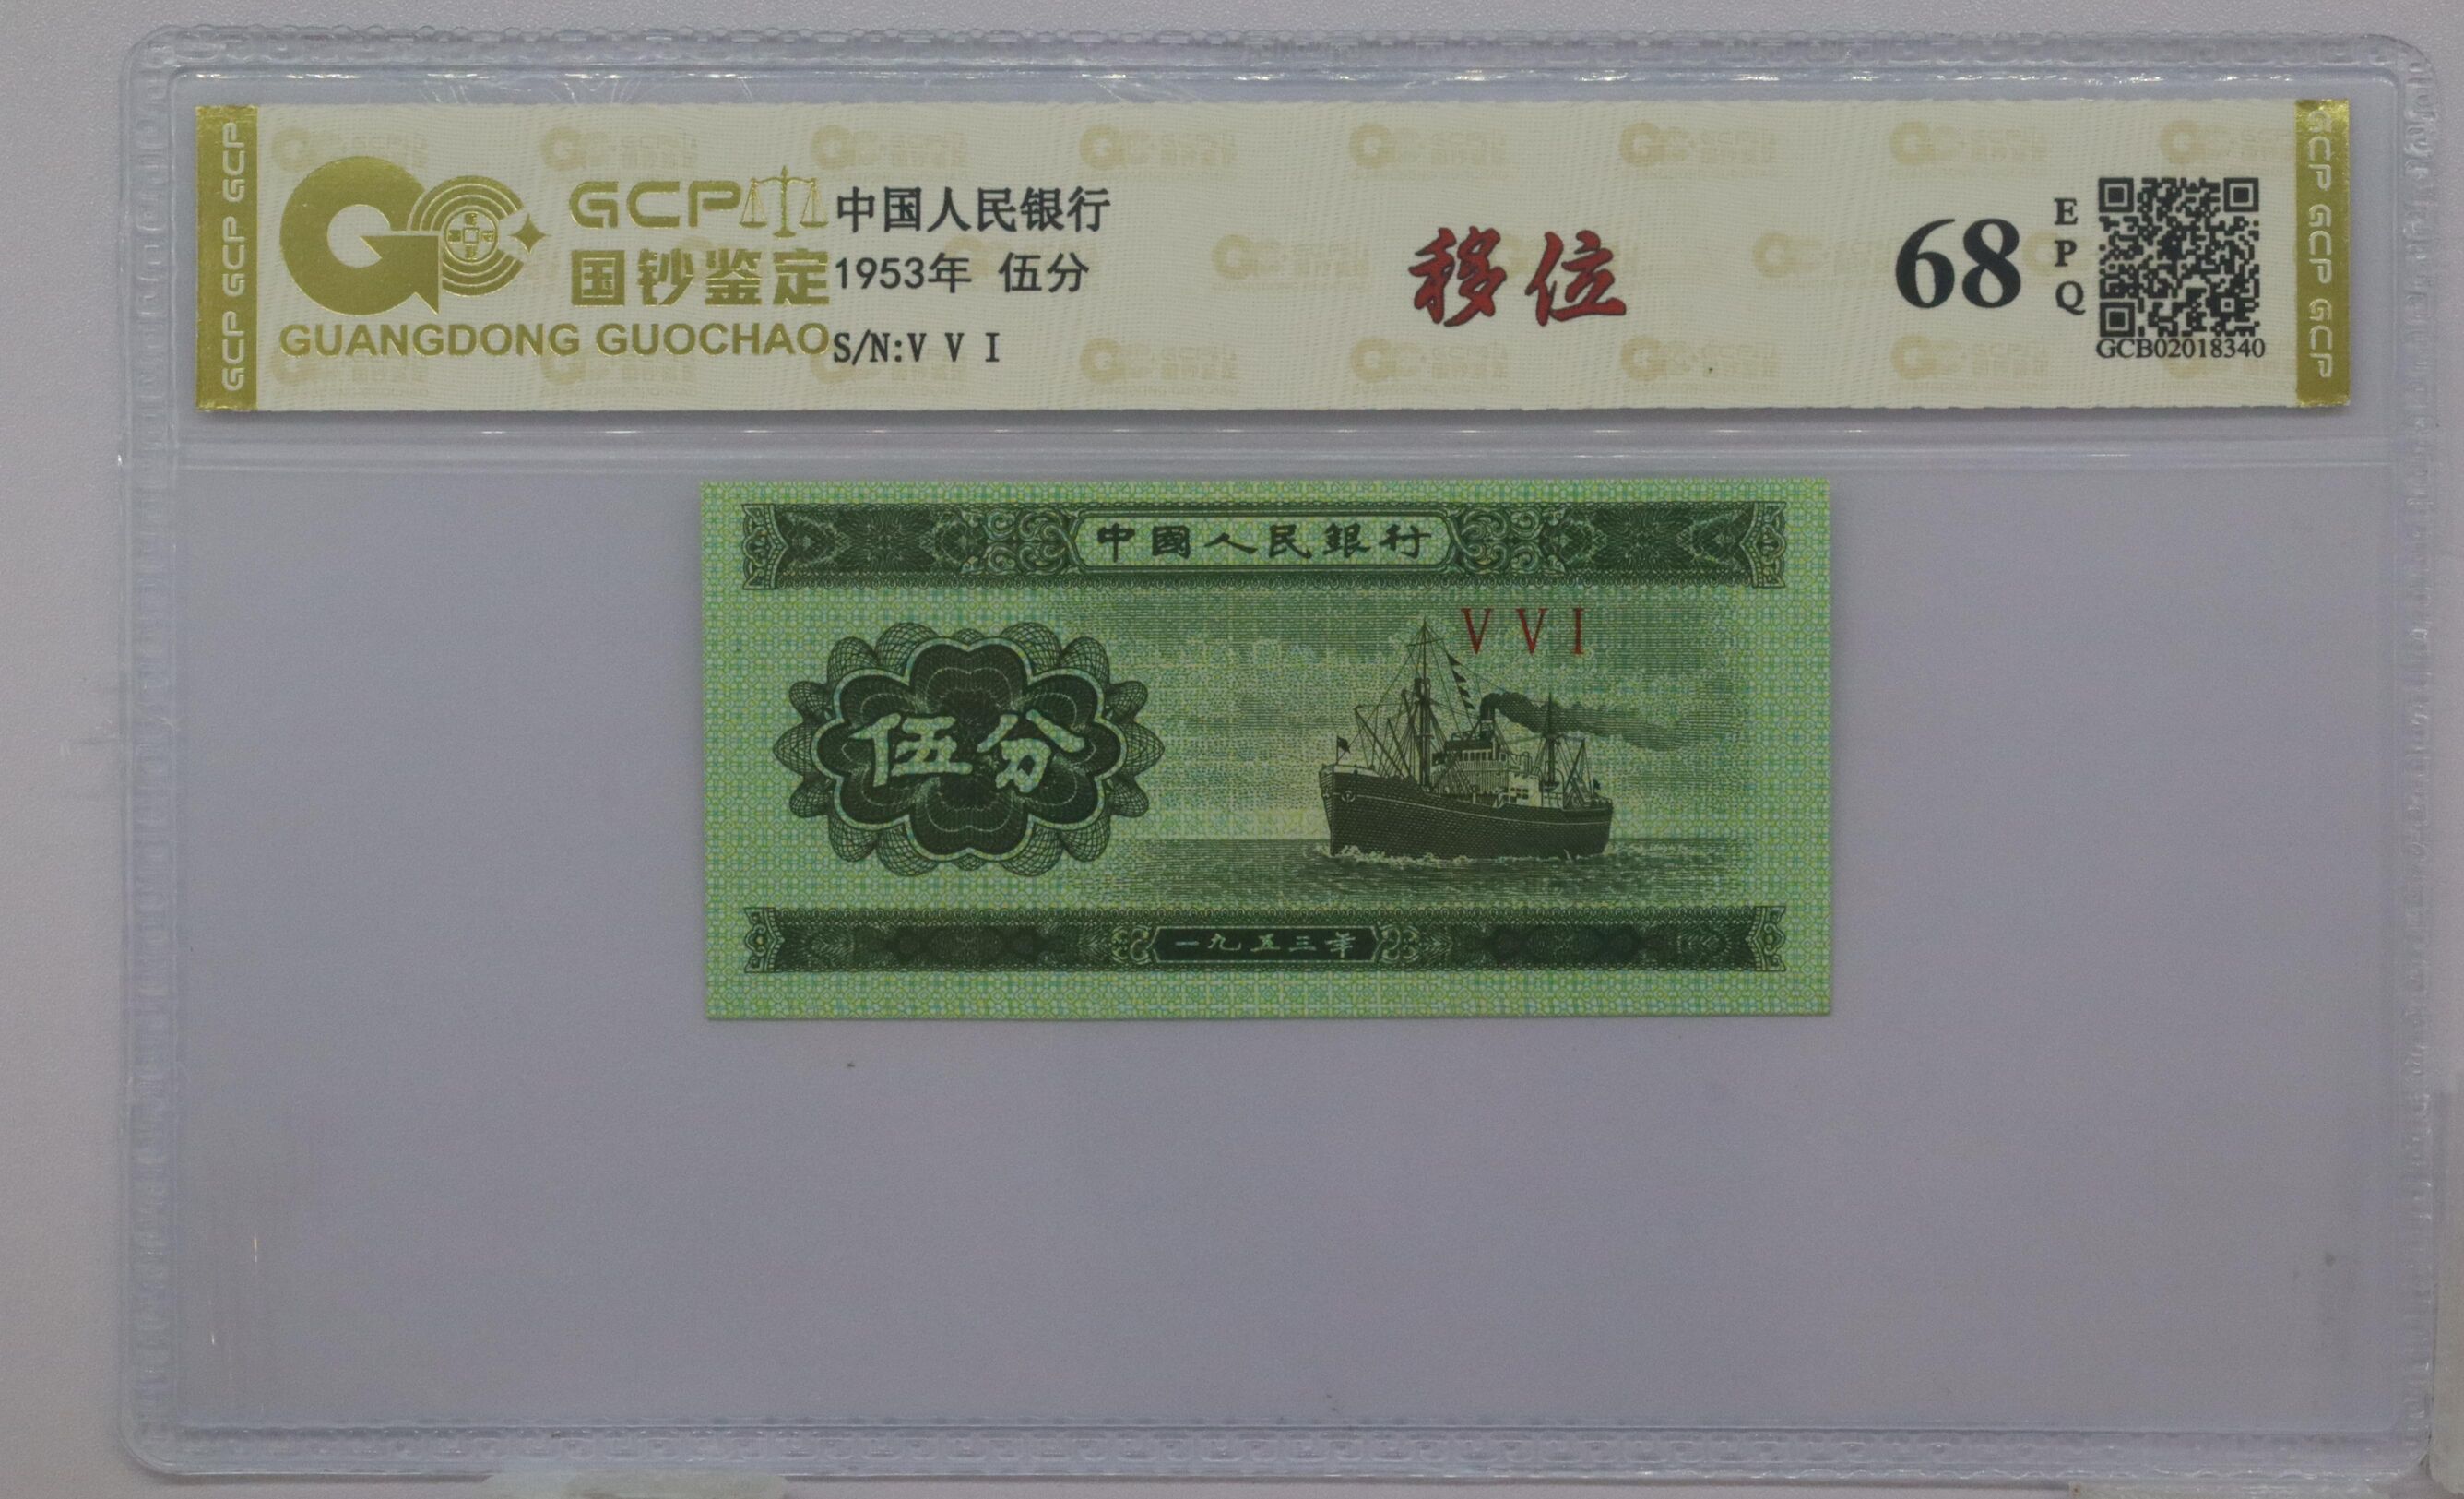 GCP GCP GCP
GCP
国钞鉴定
GUANGDONG GUOCHAO
中国人民银行
1953年 伍分
S/N:V V I
移位
68
E
P
Q
GCB02018340
GCP GCP GCP
中國人民銀行
V V I
伍分
一九五三年